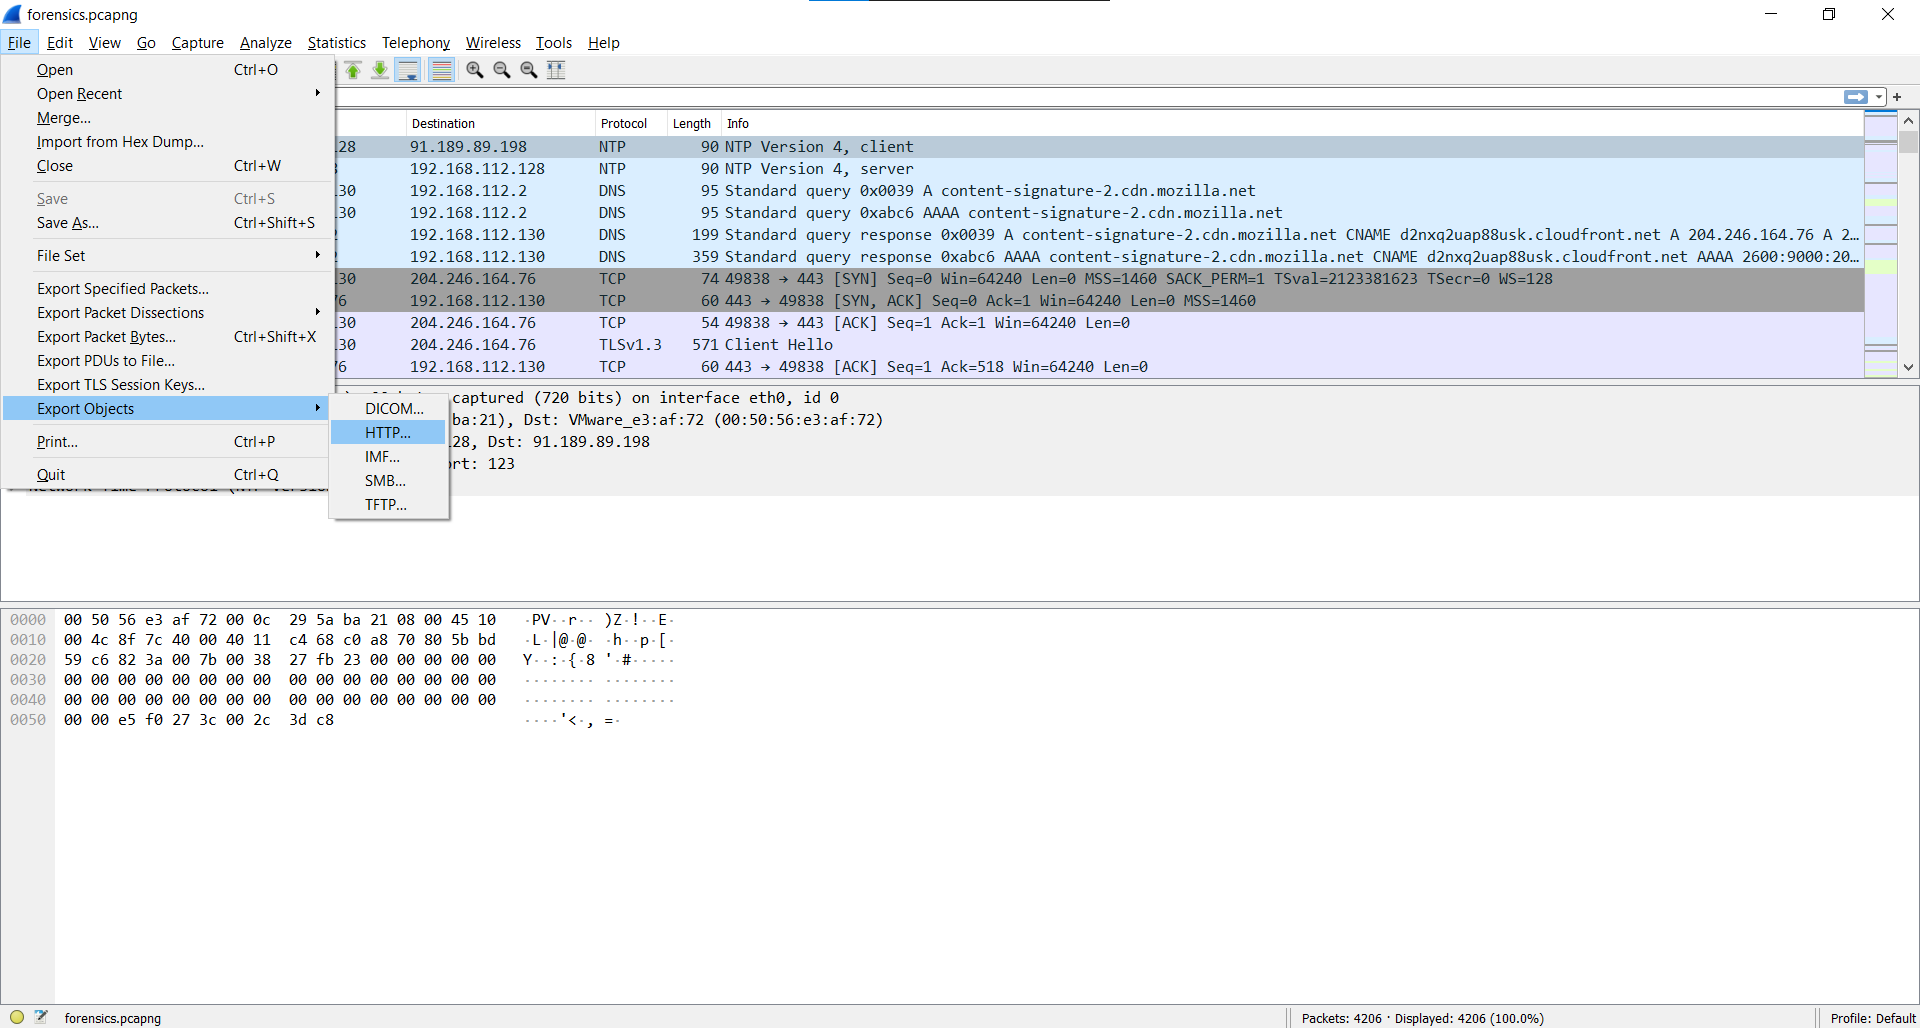 forensics.pcapng
File Edit View Go Capture Analyze Statistics Telephony Wireless Tools Help
Open Ctrl+O
Open Recent
Merge...
Import from Hex Dump...
Close Ctrl+W
Save Ctrl+S
Save As... Ctrl+Shift+S
File Set
Export Specified Packets...
Export Packet Dissections
Export Packet Bytes... Ctrl+Shift+X
Export PDUs to File...
Export TLS Session Keys...
Export Objects
Print... Ctrl+P
Quit Ctrl+Q
DICOM...
HTTP...
IMF...
SMB...
TFTP...
Destination Protocol Length Info
28 91.189.89.198 NTP 90 NTP Version 4, client
192.168.112.128 NTP 90 NTP Version 4, server
30 192.168.112.2 DNS 95 Standard query 0x0039 A content-signature-2.cdn.mozilla.net
30 192.168.112.2 DNS 95 Standard query 0xabc6 AAAA content-signature-2.cdn.mozilla.net
192.168.112.130 DNS 199 Standard query response 0x0039 A content-signature-2.cdn.mozilla.net CNAME d2nxq2uap88usk.cloudfront.net A 204.246.164.76 A 2…
192.168.112.130 DNS 359 Standard query response 0xabc6 AAAA content-signature-2.cdn.mozilla.net CNAME d2nxq2uap88usk.cloudfront.net AAAA 2600:9000:20…
30 204.246.164.76 TCP 74 49838 → 443 [SYN] Seq=0 Win=64240 Len=0 MSS=1460 SACK_PERM=1 TSval=2123381623 TSecr=0 WS=128
6 192.168.112.130 TCP 60 443 → 49838 [SYN, ACK] Seq=0 Ack=1 Win=64240 Len=0 MSS=1460
30 204.246.164.76 TCP 54 49838 → 443 [ACK] Seq=1 Ack=1 Win=64240 Len=0
30 204.246.164.76 TLSv1.3 571 Client Hello
6 192.168.112.130 TCP 60 443 → 49838 [ACK] Seq=1 Ack=518 Win=64240 Len=0
captured (720 bits) on interface eth0, id 0
ba:21), Dst: VMware_e3:af:72 (00:50:56:e3:af:72)
28, Dst: 91.189.89.198
ort: 123
0000 00 50 56 e3 af 72 00 0c 29 5a ba 21 08 00 45 10 ·PV··r·· )Z·!··E·
0010 00 4c 8f 7c 40 00 40 11 c4 68 c0 a8 70 80 5b bd ·L·|@·@· ·h··p·[·
0020 59 c6 82 3a 00 7b 00 38 27 fb 23 00 00 00 00 00 Y··:·{·8 '·#·····
0030 00 00 00 00 00 00 00 00 00 00 00 00 00 00 00 00 ········ ········
0040 00 00 00 00 00 00 00 00 00 00 00 00 00 00 00 00 ········ ········
0050 00 00 e5 f0 27 3c 00 2c 3d c8 ····'<·, =·
forensics.pcapng
Packets: 4206 · Displayed: 4206 (100.0%)
Profile: Default